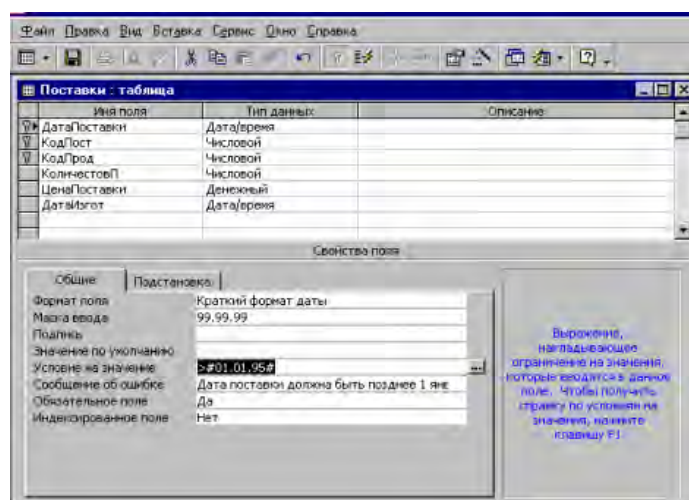 Файл Правка Вид Вставка Сервис Окно Справка
Поставки : таблица
Имя поля Тип данных Описание
ДатаПоставки Дата/время
КодПост Числовой
КодПрод Числовой
КоличестовП Числовой
ЦенаПоставки Денежный
ДатаИзгот Дата/время
Свойства поля
Общие Подстановка
Формат поля Краткий формат даты
Маска ввода 99.99.99
Подпись
Значение по умолчанию
Условие на значение >#01.01.95#
Сообщение об ошибке Дата поставки должна быть позднее 1 янв
Обязательное поле Да
Индексированное поле Нет
Выражение,
накладывающее
ограничение на значения,
которые вводятся в данное
поле. Чтобы получить
справку по условиям на
значения, нажмите
клавишу F1